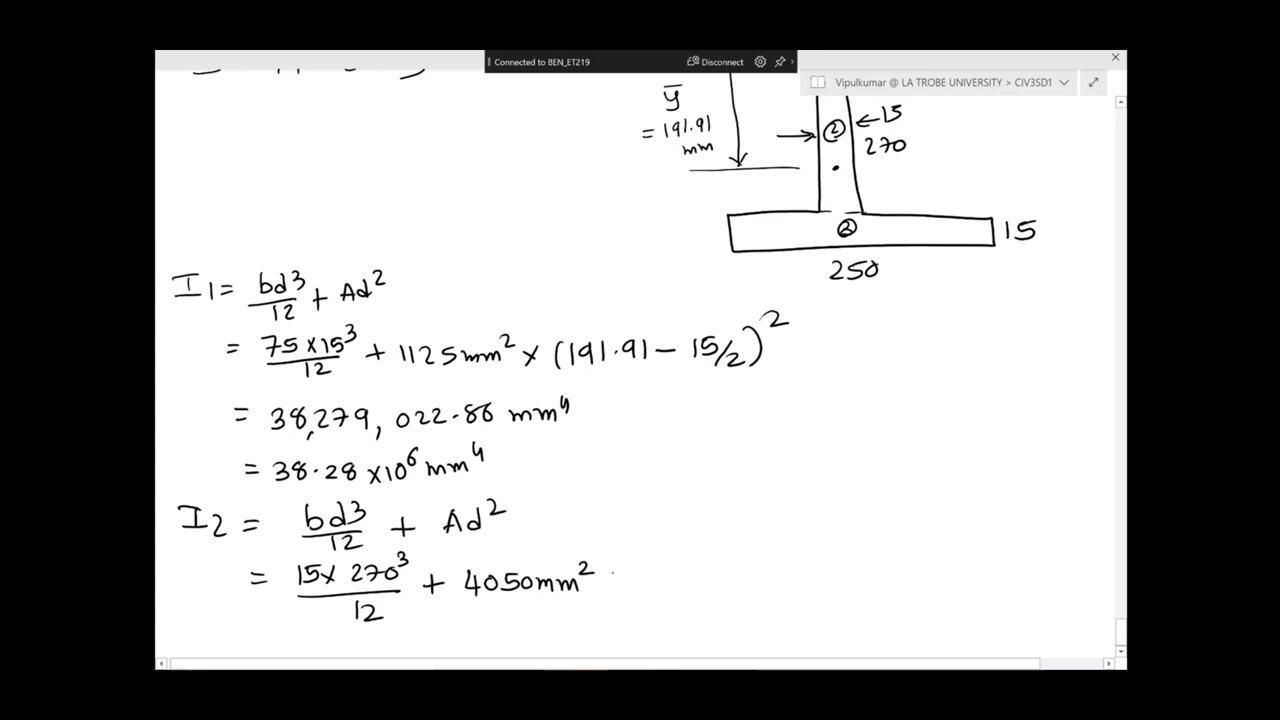 Connected to BEN_ET219 Disconnect
Vipulkumar @ LA TROBE UNIVERSITY > CIV3SD1
ȳ
= 191.91
mm
② ←15
270
②
15
250
I1 = bd3/12 + Ad²
= 75×15³/12 + 1125mm² × (191.91 − 15/2)²
= 38,279,022.86 mm⁴
= 38.28 ×10⁶ mm⁴
I2 = bd3/12 + Ad²
= 15× 270³/12 + 4050mm²